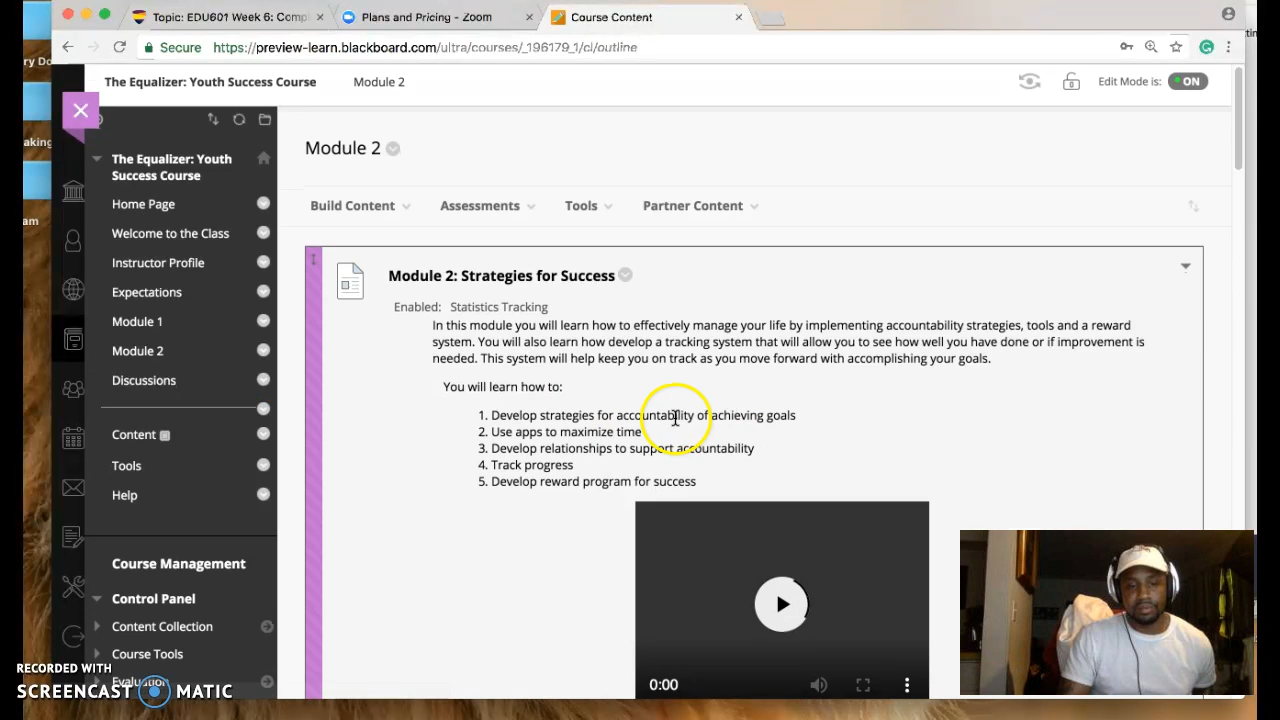 Topic: EDU601 Week 6: Compl
Plans and Pricing - Zoom
Course Content
Secure
https://preview-learn.blackboard.com/ultra/courses/_196179_1/cl/outline
The Equalizer: Youth Success Course
Module 2
Edit Mode is: ON
ry Do
aking
am
The Equalizer: Youth
Success Course
Home Page
Welcome to the Class
Instructor Profile
Expectations
Module 1
Module 2
Discussions
Content
Tools
Help
Course Management
Control Panel
Content Collection
Course Tools
Evaluation
Module 2
Build Content
Assessments
Tools
Partner Content
Module 2: Strategies for Success
Enabled: Statistics Tracking
In this module you will learn how to effectively manage your life by implementing accountability strategies, tools and a reward
system. You will also learn how develop a tracking system that will allow you to see how well you have done or if improvement is
needed. This system will help keep you on track as you move forward with accomplishing your goals.
You will learn how to:
1. Develop strategies for accountability of achieving goals
2. Use apps to maximize time
3. Develop relationships to support accountability
4. Track progress
5. Develop reward program for success
0:00
RECORDED WITH
SCREENCAST MATIC